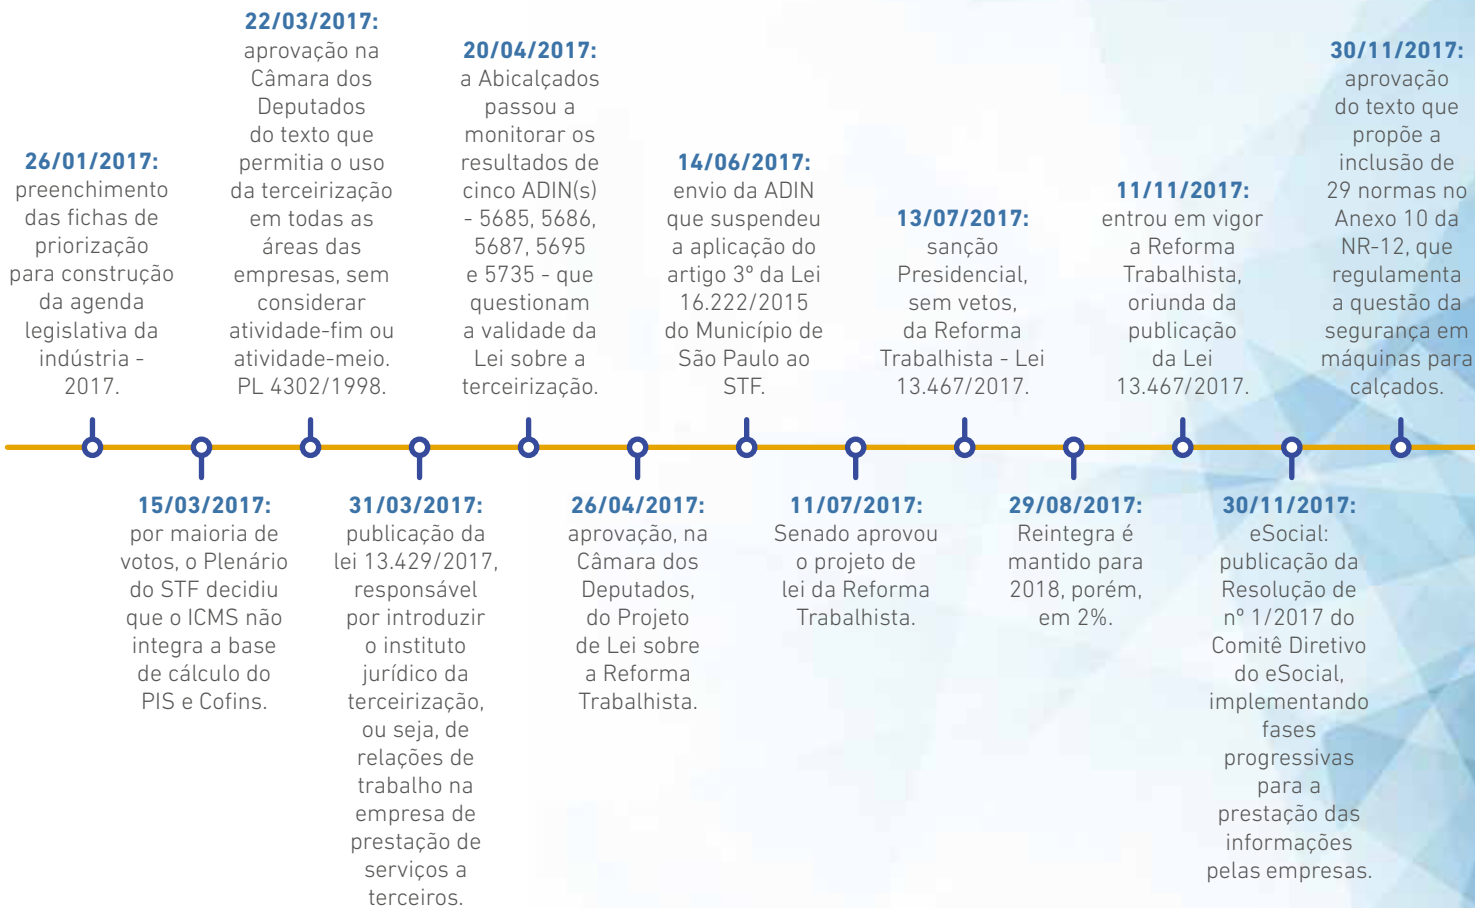 26/01/2017:
preenchimento
das fichas de
priorização
para construção
da agenda
legislativa da
indústria -
2017.
15/03/2017:
por maioria de
votos, o Plenário
do STF decidiu
que o ICMS não
integra a base
de cálculo do
PIS e Cofins.
22/03/2017:
aprovação na
Câmara dos
Deputados
do texto que
permitia o uso
da terceirização
em todas as
áreas das
empresas, sem
considerar
atividade-fim ou
atividade-meio.
PL 4302/1998.
31/03/2017:
publicação da
lei 13.429/2017,
responsável
por introduzir
o instituto
jurídico da
terceirização,
ou seja, de
relações de
trabalho na
empresa de
prestação de
serviços a
terceiros.
20/04/2017:
a Abicalçados
passou a
monitorar os
resultados de
cinco ADIN(s)
- 5685, 5686,
5687, 5695
e 5735 - que
questionam
a validade da
Lei sobre a
terceirização.
26/04/2017:
aprovação, na
Câmara dos
Deputados,
do Projeto
de Lei sobre
a Reforma
Trabalhista.
14/06/2017:
envio da ADIN
que suspendeu
a aplicação do
artigo 3º da Lei
16.222/2015
do Município de
São Paulo ao
STF.
11/07/2017:
Senado aprovou
o projeto de
lei da Reforma
Trabalhista.
13/07/2017:
sanção
Presidencial,
sem vetos,
da Reforma
Trabalhista - Lei
13.467/2017.
29/08/2017:
Reintegra é
mantido para
2018, porém,
em 2%.
11/11/2017:
entrou em vigor
a Reforma
Trabalhista,
oriunda da
publicação
da Lei
13.467/2017.
30/11/2017:
eSocial:
publicação da
Resolução de
nº 1/2017 do
Comitê Diretivo
do eSocial,
implementando
fases
progressivas
para a
prestação das
informações
pelas empresas.
30/11/2017:
aprovação
do texto que
propõe a
inclusão de
29 normas no
Anexo 10 da
NR-12, que
regulamenta
a questão da
segurança em
máquinas para
calçados.